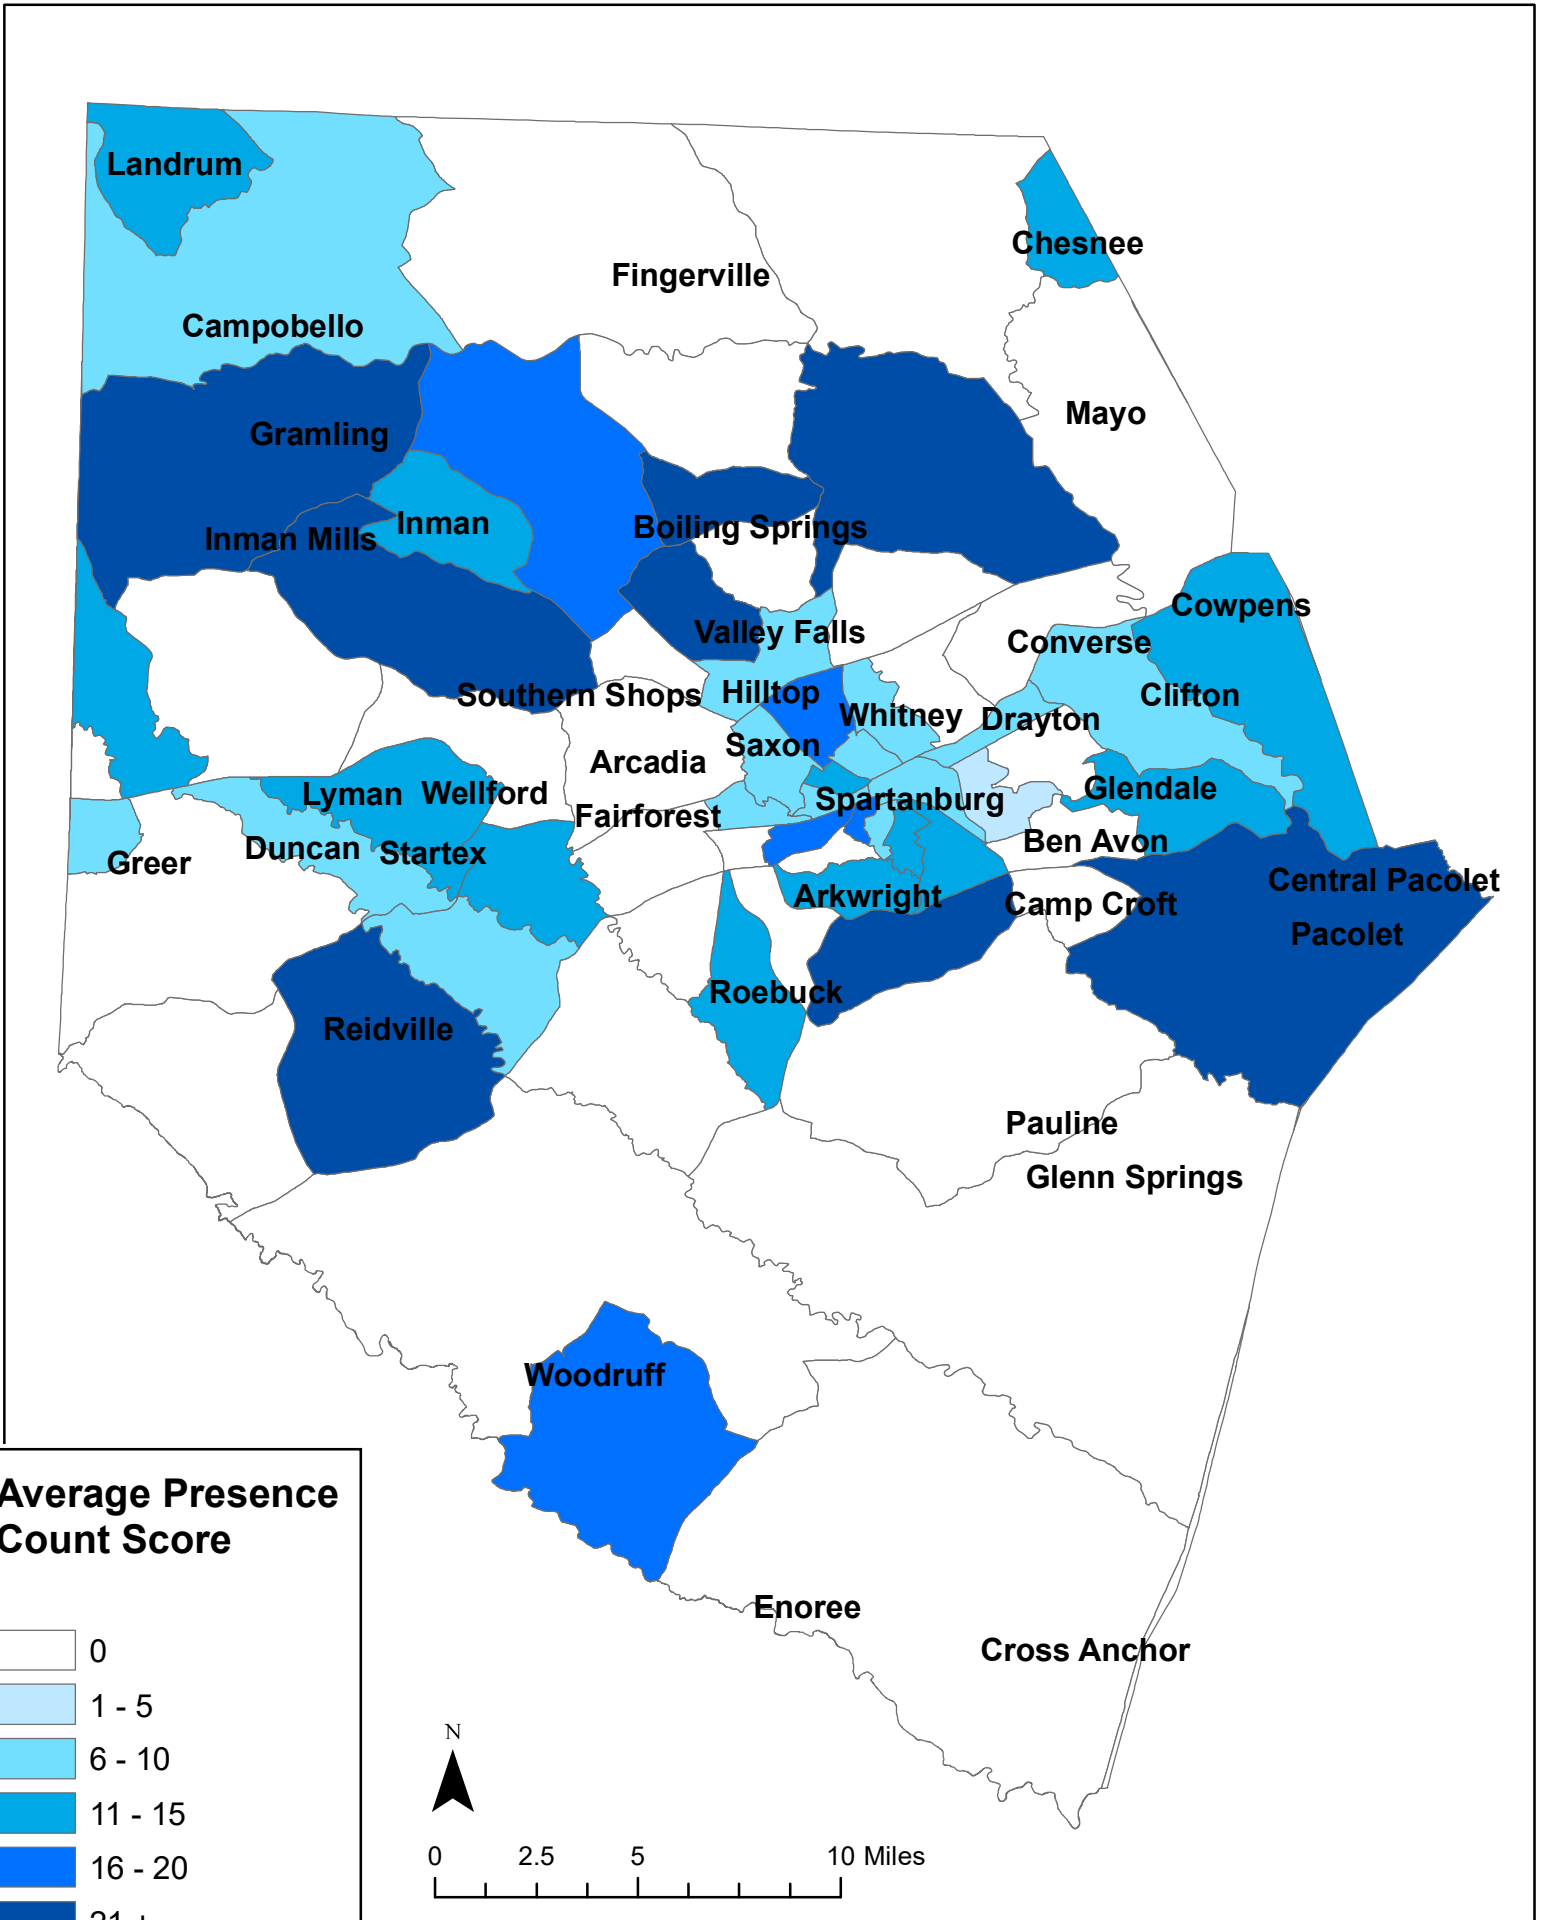 Landrum
Chesnee
Fingerville
Campobello
Mayo
Gramling
Inman
Boiling Springs
Inman Mills
Cowpens
Valley Falls
Converse
Southern Shops
Hilltop
Clifton
Whitney
Drayton
Saxon
Arcadia
Glendale
Lyman
Wellford
Spartanburg
Fairforest
Ben Avon
Duncan
Startex
Greer
Central Pacolet
Arkwright
Camp Croft
Pacolet
Roebuck
Reidville
Pauline
Glenn Springs
Woodruff
Enoree
Cross Anchor
Average Presence
Count Score
0
1 - 5
6 - 10
11 - 15
16 - 20
21 +
N
0 2.5 5 10 Miles